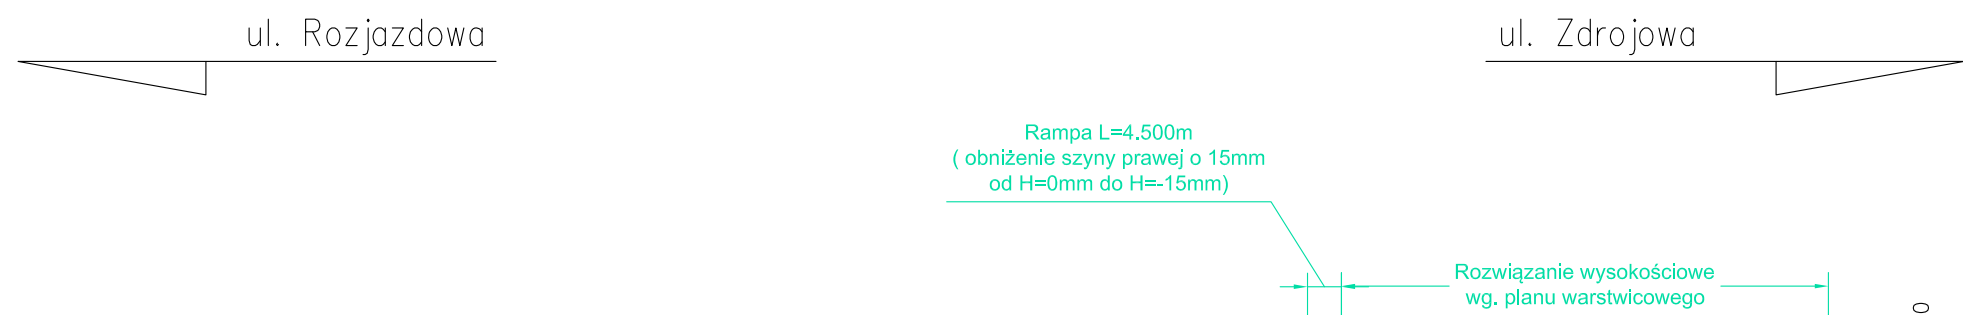 ul. Rozjazdowa
ul. Zdrojowa
Rampa L=4.500m
( obniżenie szyny prawej o 15mm
od H=0mm do H=-15mm)
Rozwiązanie wysokościowe
wg. planu warstwicowego
0